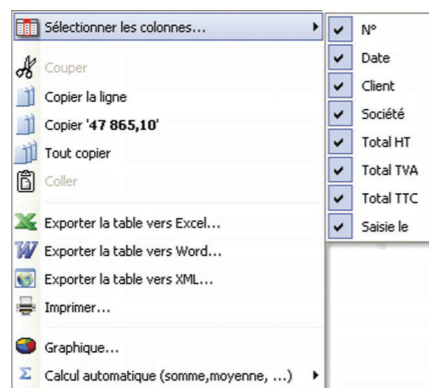 Sélectionner les colonnes...
Couper
Copier la ligne
Copier '47 865,10'
Tout copier
Coller
Exporter la table vers Excel...
Exporter la table vers Word...
Exporter la table vers XML...
Imprimer...
Graphique...
Calcul automatique (somme,moyenne, ...)
N°
Date
Client
Société
Total HT
Total TVA
Total TTC
Saisie le